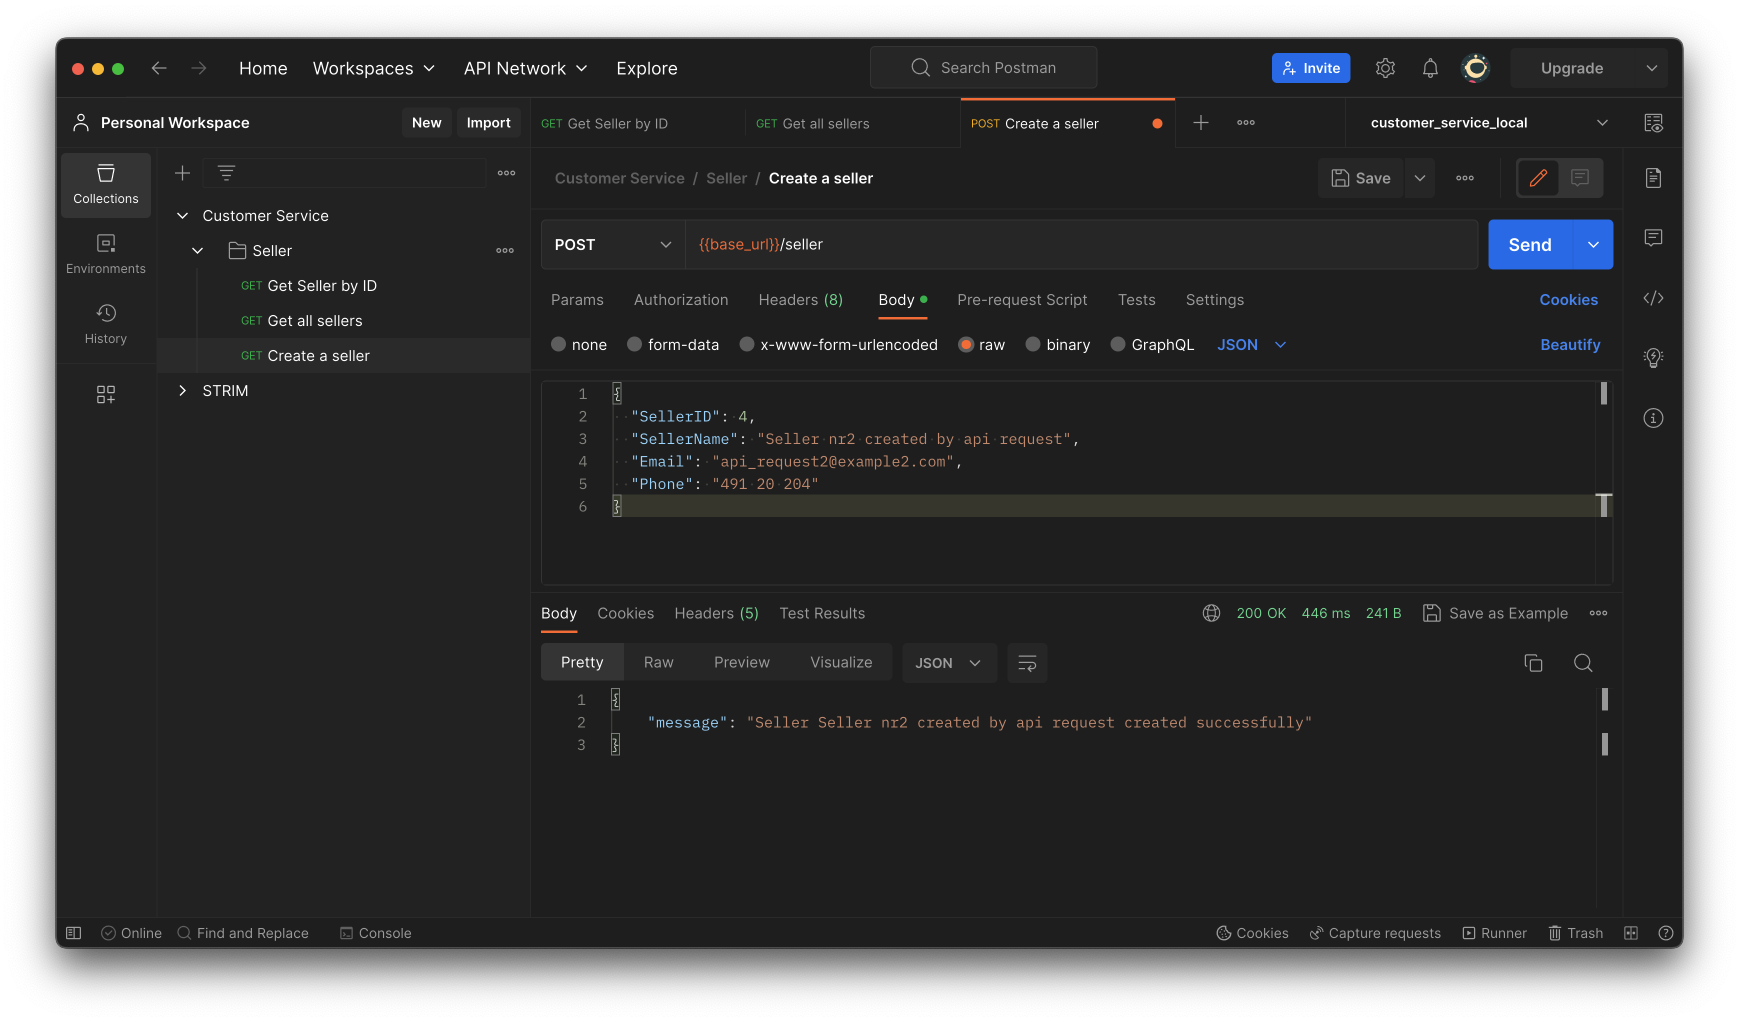 Home Workspaces API Network Explore Search Postman Invite Upgrade
Personal Workspace New Import
GET Get Seller by ID GET Get all sellers POST Create a seller customer_service_local
Collections
Environments
History
Customer Service
Seller
GET Get Seller by ID
GET Get all sellers
GET Create a seller
STRIM
Customer Service / Seller / Create a seller Save
POST {{base_url}}/seller Send
Params Authorization Headers (8) Body Pre-request Script Tests Settings Cookies
none form-data x-www-form-urlencoded raw binary GraphQL JSON Beautify
1 {
2 "SellerID": 4,
3 "SellerName": "Seller nr2 created by api request",
4 "Email": "api_request2@example2.com",
5 "Phone": "491 20 204"
6 }
Body Cookies Headers (5) Test Results 200 OK 446 ms 241 B Save as Example
Pretty Raw Preview Visualize JSON
1 {
2 "message": "Seller Seller nr2 created by api request created successfully"
3 }
Online Find and Replace Console Cookies Capture requests Runner Trash